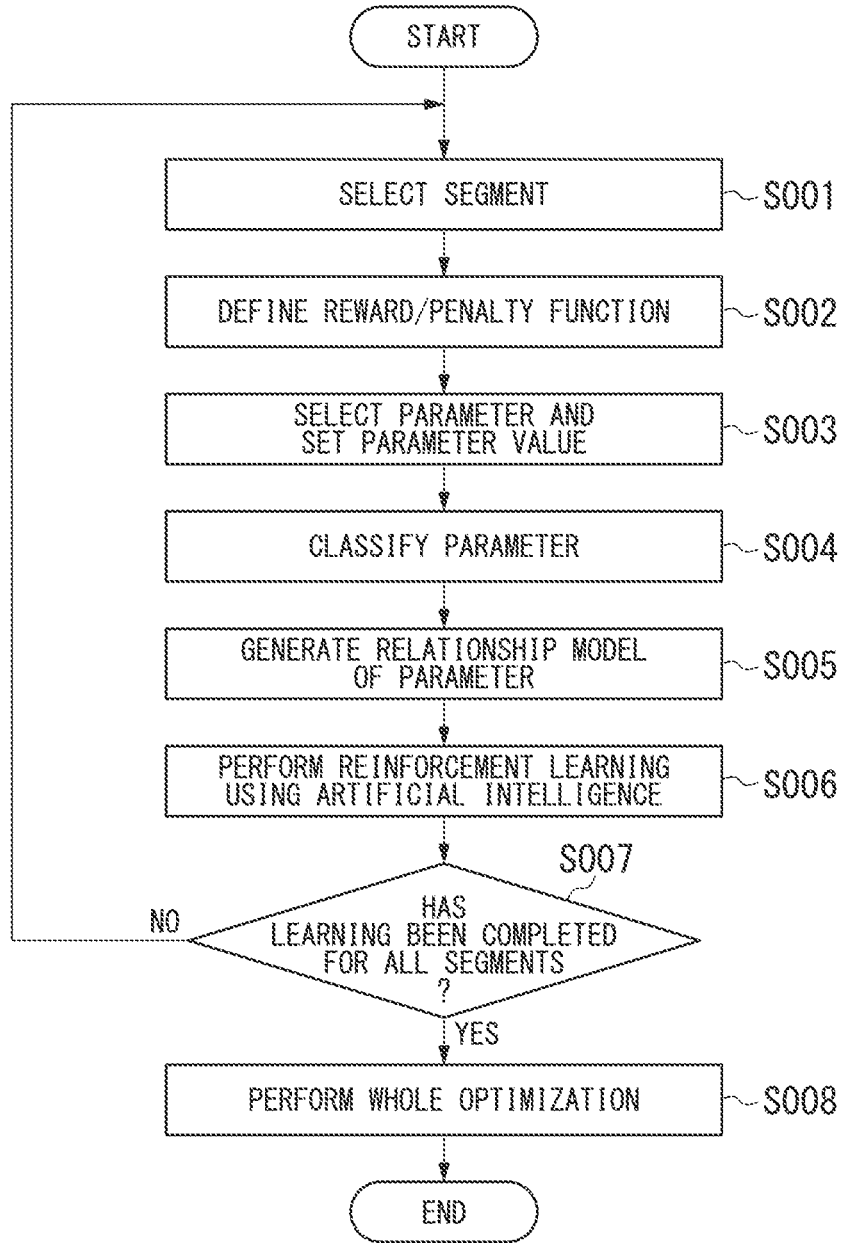 START
SELECT SEGMENT
S001
DEFINE REWARD/PENALTY FUNCTION
S002
SELECT PARAMETER AND
SET PARAMETER VALUE
S003
CLASSIFY PARAMETER
S004
GENERATE RELATIONSHIP MODEL
OF PARAMETER
S005
PERFORM REINFORCEMENT LEARNING
USING ARTIFICIAL INTELLIGENCE
S006
S007
NO
HAS
LEARNING BEEN COMPLETED
FOR ALL SEGMENTS
?
YES
PERFORM WHOLE OPTIMIZATION
S008
END